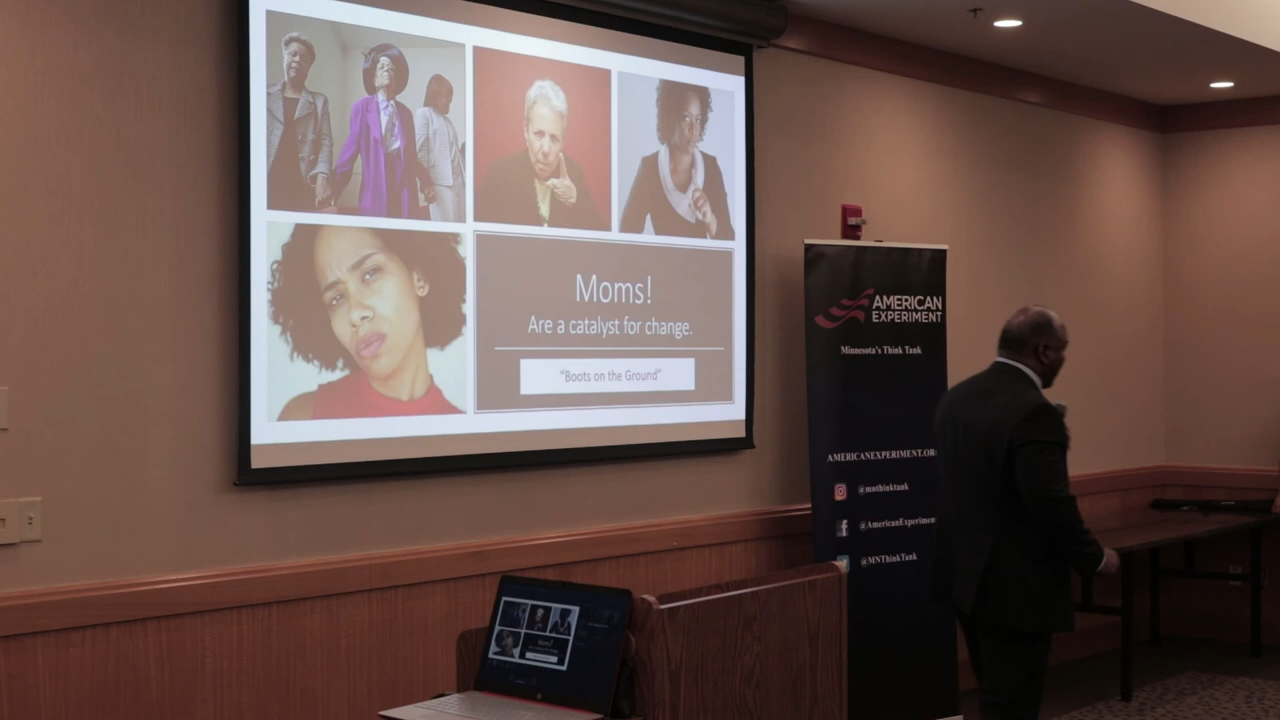 Moms!
Are a catalyst for change.
"Boots on the Ground"
AMERICAN
EXPERIMENT
Minnesota's Think Tank
AMERICANEXPERIMENT.OR
@mnthinktank
@AmericanExperimen
@MNThinkTank
Moms!